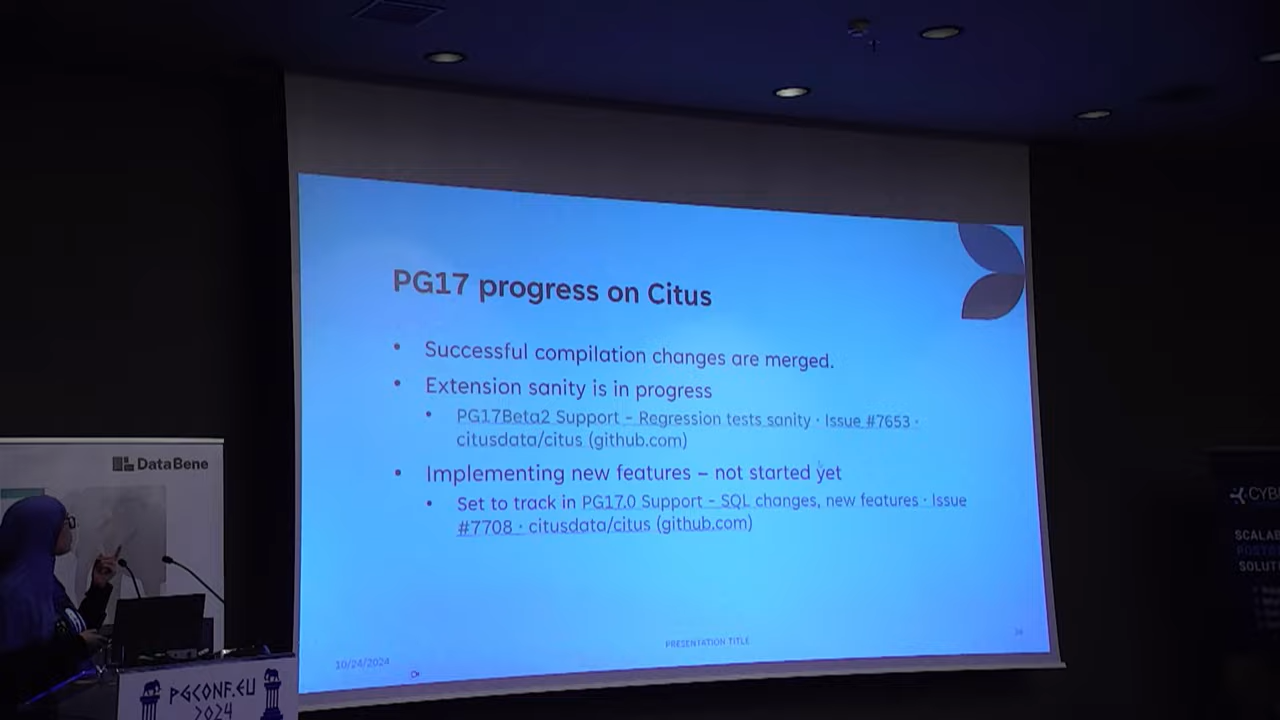 PG17 progress on Citus
• Successful compilation changes are merged.
• Extension sanity is in progress
• PG17Beta2 Support – Regression tests sanity · Issue #7653 ·
citusdata/citus (github.com)
• Implementing new features – not started yet
• Set to track in PG17.0 Support – SQL changes, new features · Issue
#7708 · citusdata/citus (github.com)
10/24/2024
PRESENTATION TITLE
DataBene
PGCONF.EU
2024